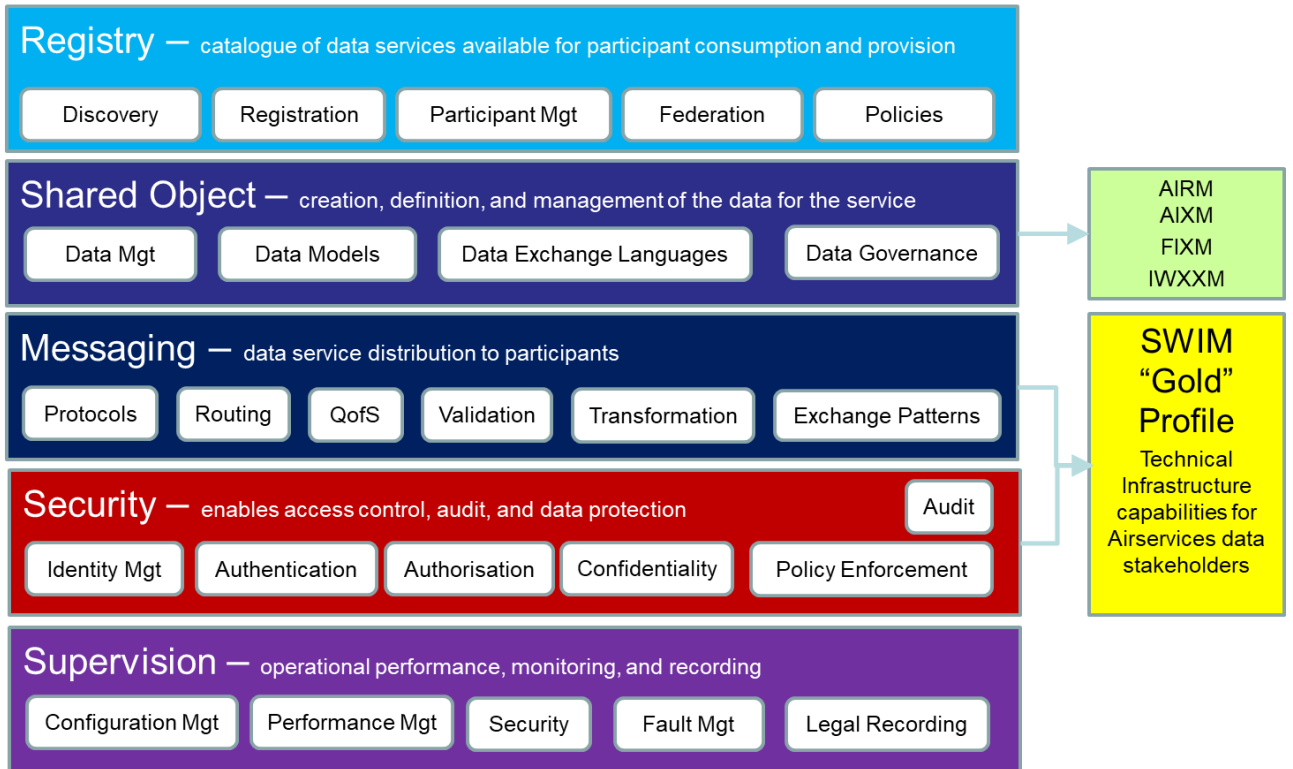 Registry – catalogue of data services available for participant consumption and provision
Discovery
Registration
Participant Mgt
Federation
Policies
Shared Object – creation, definition, and management of the data for the service
Data Mgt
Data Models
Data Exchange Languages
Data Governance
AIRM
AIXM
FIXM
IWXXM
Messaging – data service distribution to participants
Protocols
Routing
QofS
Validation
Transformation
Exchange Patterns
Security – enables access control, audit, and data protection
Audit
Identity Mgt
Authentication
Authorisation
Confidentiality
Policy Enforcement
SWIM
“Gold”
Profile
Technical
Infrastructure
capabilities for
Airservices data
stakeholders
Supervision – operational performance, monitoring, and recording
Configuration Mgt
Performance Mgt
Security
Fault Mgt
Legal Recording